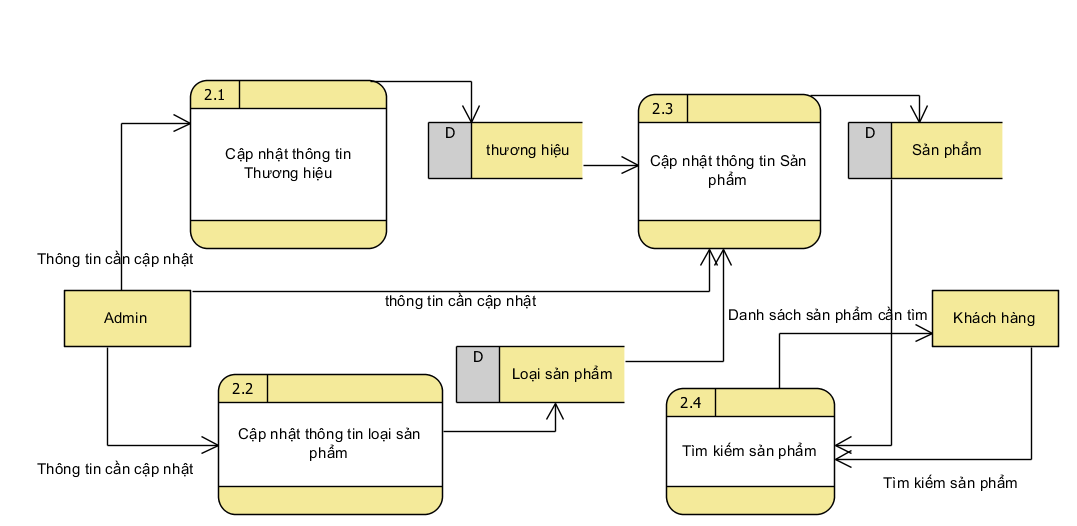 2.1
Cập nhật thông tin
Thương hiệu
D
thương hiệu
2.3
Cập nhật thông tin Sản
phẩm
D
Sản phẩm
Thông tin cần cập nhật
Admin
thông tin cần cập nhật
Danh sách sản phẩm cần tìm
Khách hàng
D
Loại sản phẩm
2.2
Cập nhật thông tin loại sản
phẩm
2.4
Tìm kiếm sản phẩm
Thông tin cần cập nhật
Tìm kiếm sản phẩm